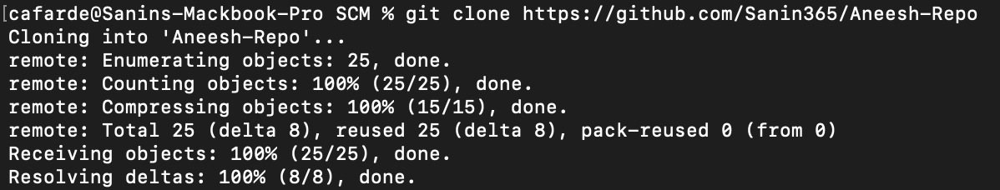 [cafarde@Sanins-Mackbook-Pro SCM % git clone https://github.com/Sanin365/Aneesh-Repo
Cloning into 'Aneesh-Repo'...
remote: Enumerating objects: 25, done.
remote: Counting objects: 100% (25/25), done.
remote: Compressing objects: 100% (15/15), done.
remote: Total 25 (delta 8), reused 25 (delta 8), pack-reused 0 (from 0)
Receiving objects: 100% (25/25), done.
Resolving deltas: 100% (8/8), done.